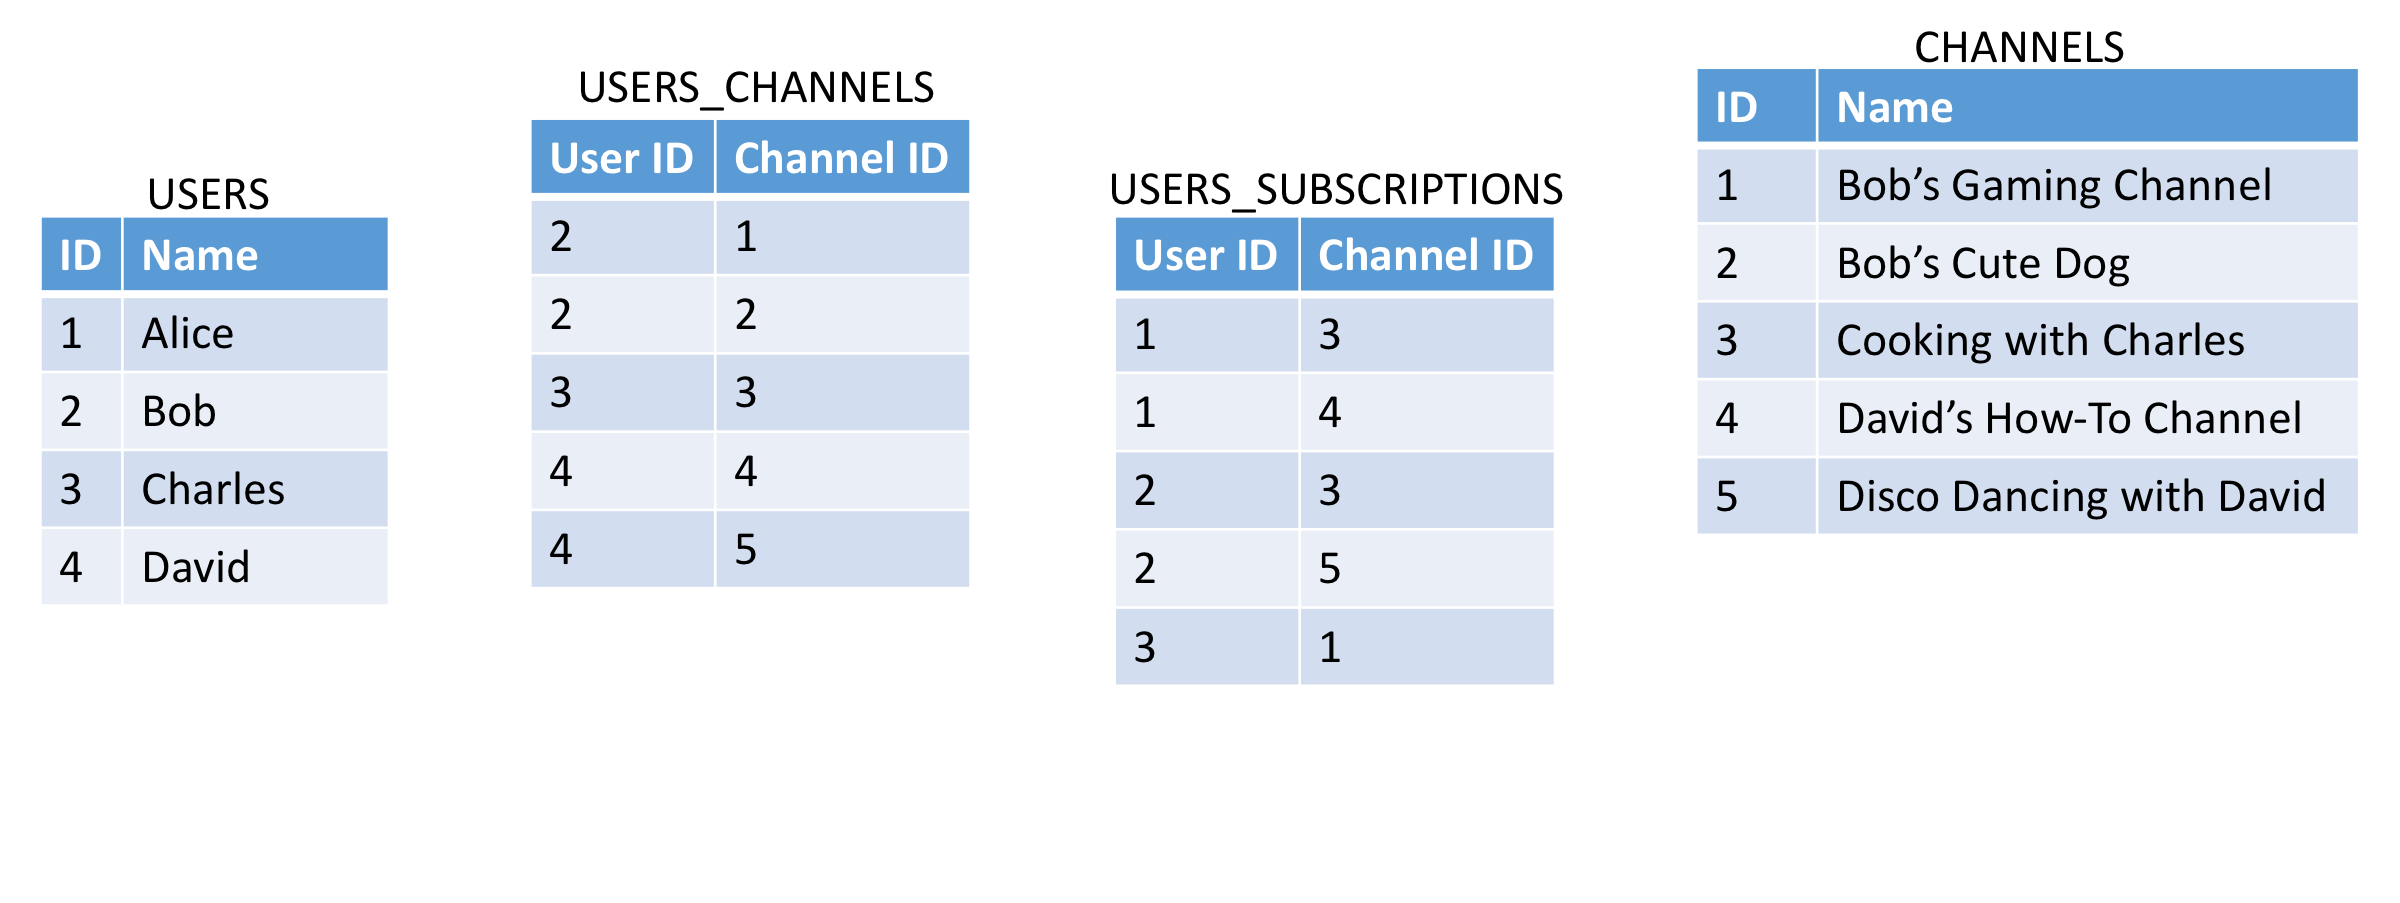 USERS
ID Name
1 Alice
2 Bob
3 Charles
4 David
USERS_CHANNELS
User ID Channel ID
2 1
2 2
3 3
4 4
4 5
USERS_SUBSCRIPTIONS
User ID Channel ID
1 3
1 4
2 3
2 5
3 1
CHANNELS
ID Name
1 Bob’s Gaming Channel
2 Bob’s Cute Dog
3 Cooking with Charles
4 David’s How-To Channel
5 Disco Dancing with David